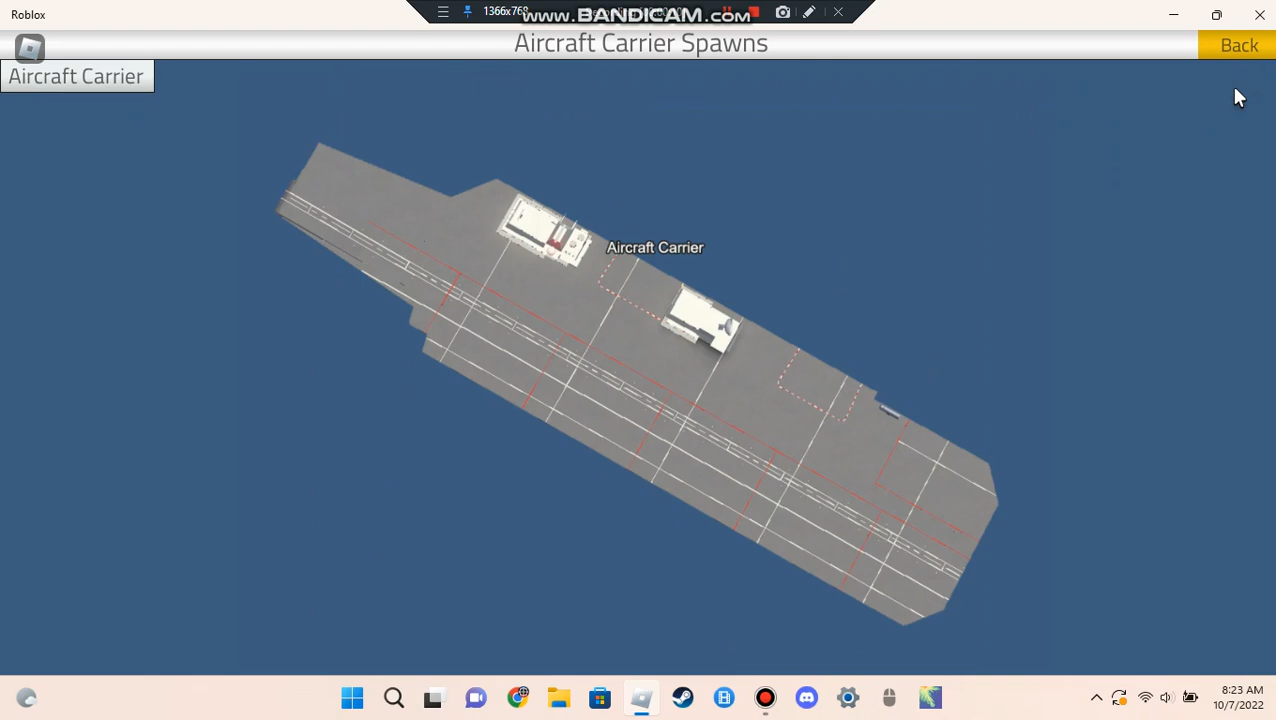 Roblox
1366x768
www.BANDICAM.com
Aircraft Carrier Spawns
Back
Aircraft Carrier
Aircraft Carrier
8:23 AM
10/7/2022